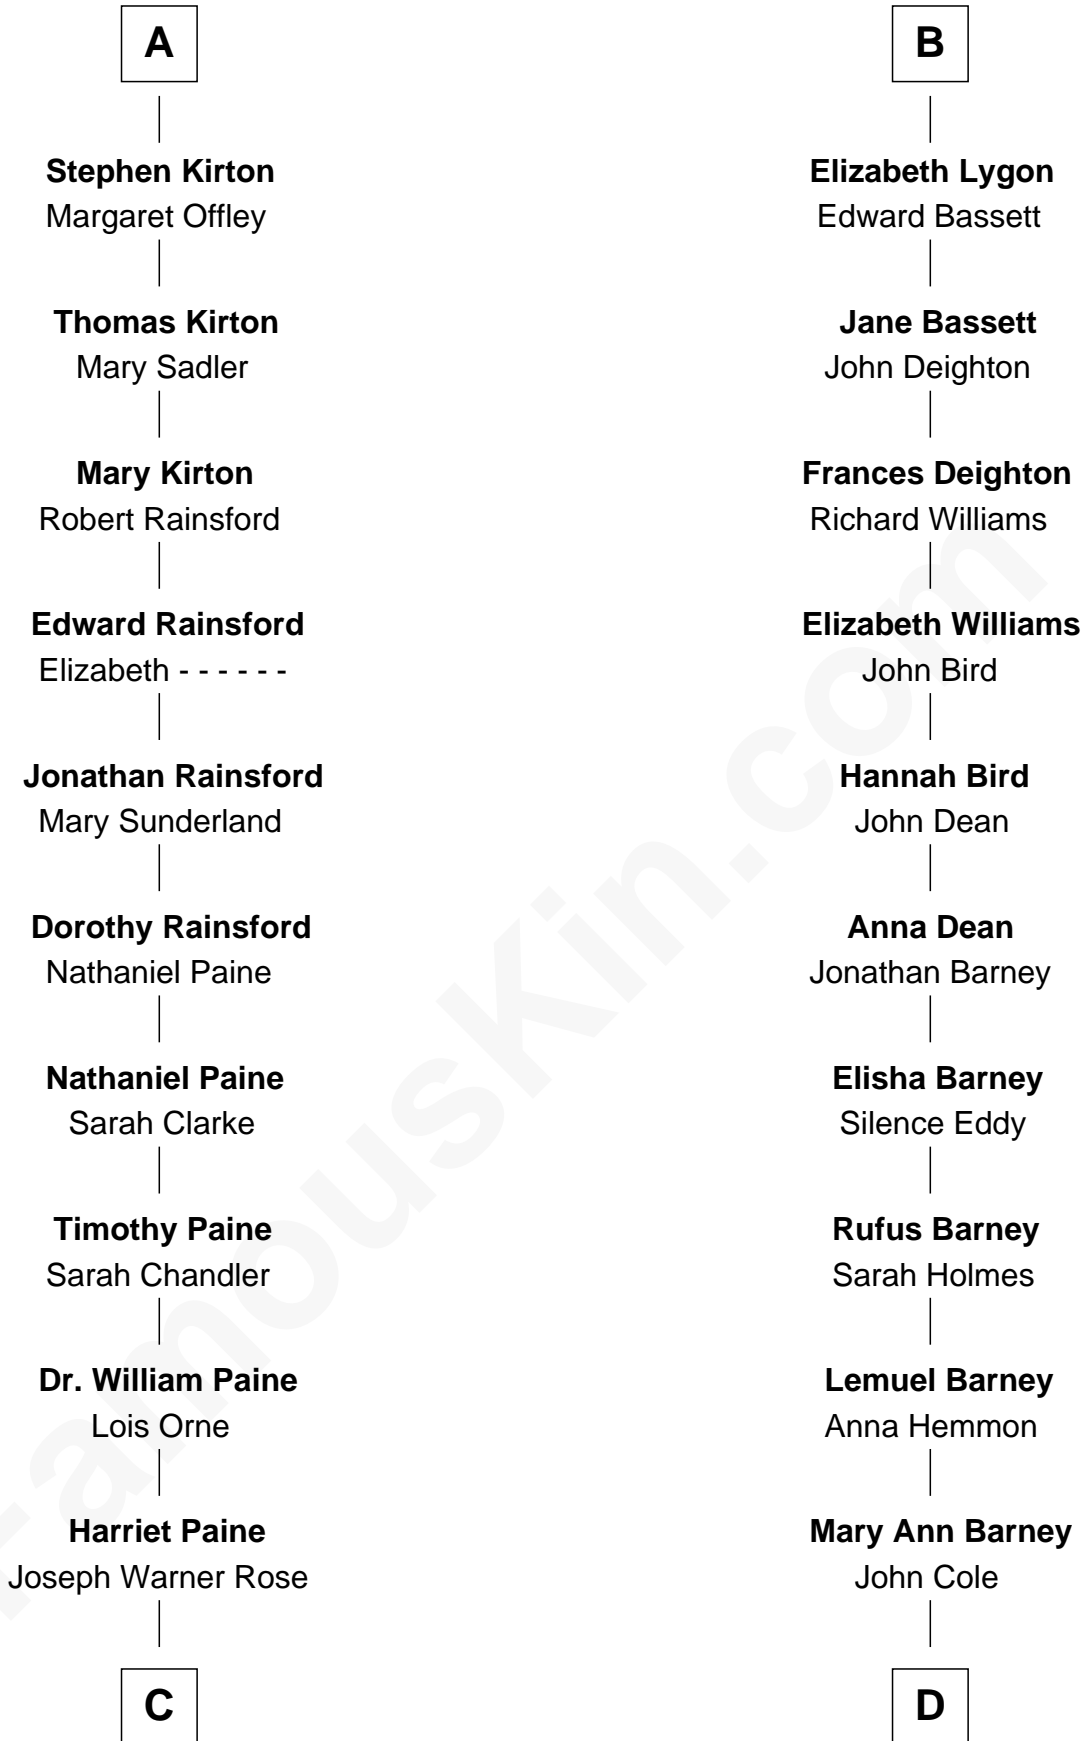 A
Stephen Kirton
Margaret Offley
Thomas Kirton
Mary Sadler
Mary Kirton
Robert Rainsford
Edward Rainsford
Elizabeth - - - - - -
Jonathan Rainsford
Mary Sunderland
Dorothy Rainsford
Nathaniel Paine
Nathaniel Paine
Sarah Clarke
Timothy Paine
Sarah Chandler
Dr. William Paine
Lois Orne
Harriet Paine
Joseph Warner Rose
C
B
Elizabeth Lygon
Edward Bassett
Jane Bassett
John Deighton
Frances Deighton
Richard Williams
Elizabeth Williams
John Bird
Hannah Bird
John Dean
Anna Dean
Jonathan Barney
Elisha Barney
Silence Eddy
Rufus Barney
Sarah Holmes
Lemuel Barney
Anna Hemmon
Mary Ann Barney
John Cole
D
FamousKin.com